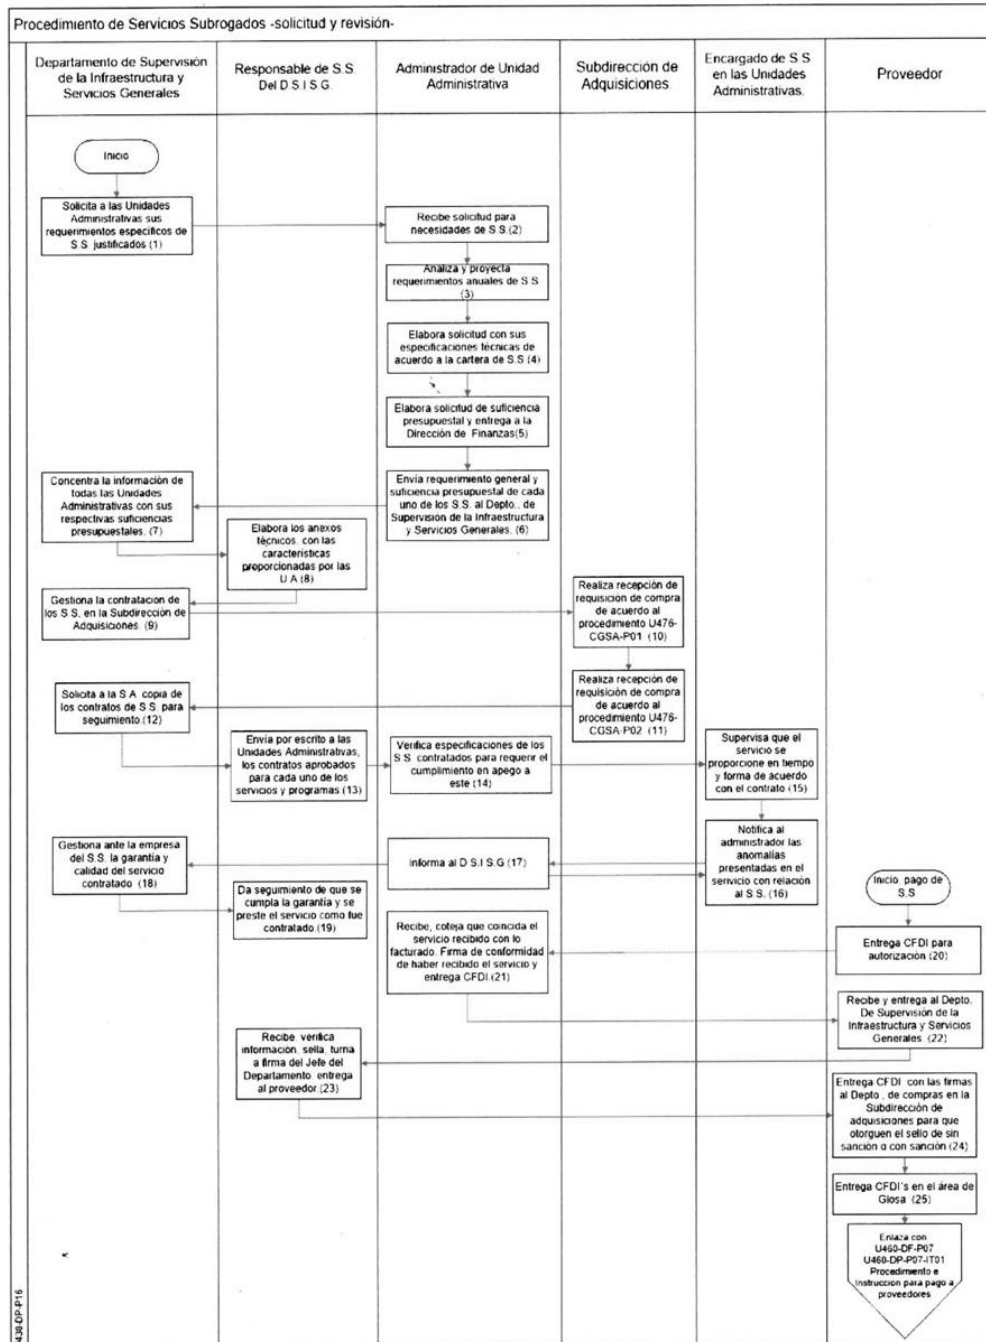 Procedimiento de Servicios Subrogados -solicitud y revisión-
Departamento de Supervisión
de la Infraestructura y
Servicios Generales
Responsable de S.S.
Del D.S.I.S.G.
Administrador de Unidad
Administrativa
Subdirección de
Adquisiciones
Encargado de S.S
en las Unidades
Administrativas.
Proveedor
Inicio
Solicita a las Unidades
Administrativas sus
requerimientos específicos de
S.S. justificados (1)
Recibe solicitud para
necesidades de S.S.(2)
Analiza y proyecta
requerimientos anuales de S.S
(3)
Elabora solicitud con sus
especificaciones técnicas de
acuerdo a la cartera de S.S (4)
Elabora solicitud de suficiencia
presupuestal y entrega a la
Dirección de Finanzas(5)
Envía requerimiento general y
suficiencia presupuestal de cada
uno de los S.S. al Depto., de
Supervisión de la Infraestructura
y Servicios Generales. (6)
Concentra la información de
todas las Unidades
Administrativas con sus
respectivas suficiencias
presupuestales. (7)
Elabora los anexos
técnicos, con las
características
proporcionadas por las
U.A (8)
Gestiona la contratación de
los S.S. en la Subdirección de
Adquisiciones. (9)
Realiza recepción de
requisición de compra
de acuerdo al
procedimiento U476-
CGSA-P01 (10)
Realiza recepción de
requisición de compra
de acuerdo al
procedimiento U476-
CGSA-P02 (11)
Solicita a la S.A. copia de
los contratos de S.S. para
seguimiento.(12)
Envía por escrito a las
Unidades Administrativas,
los contratos aprobados
para cada uno de los
servicios y programas (13)
Verifica especificaciones de los
S.S. contratados para requerir el
cumplimiento en apego a
este (14)
Supervisa que el
servicio se
proporcione en tiempo
y forma de acuerdo
con el contrato (15)
Notifica al
administrador las
anomalías
presentadas en el
servicio con relación
al S.S. (16)
Informa al D.S.I.S.G (17)
Gestiona ante la empresa
del S.S. la garantía y
calidad del servicio
contratado (18)
Da seguimiento de que se
cumpla la garantía y se
preste el servicio como fue
contratado.(19)
Inicio pago de
S.S
Entrega CFDI para
autorización (20)
Recibe, coteja que coincida el
servicio recibido con lo
facturado. Firma de conformidad
de haber recibido el servicio y
entrega CFDI.(21)
Recibe y entrega al Depto.
De Supervisión de la
Infraestructura y Servicios
Generales (22)
Recibe, verifica
información, sella, turna
a firma del Jefe del
Departamento entrega
al proveedor.(23)
Entrega CFDI con las firmas
al Depto., de compras en la
Subdirección de
adquisiciones para que
otorguen el sello de sin
sanción o con sanción (24)
Entrega CFDI's en el área de
Glosa (25)
Enlaza con
U460-DF-P07
U460-DP-P07-IT01
Procedimiento e
instrucción para pago a
proveedores
430-DP-P16